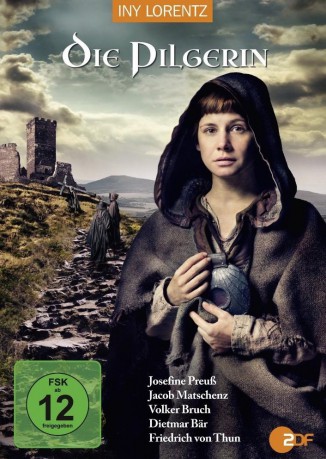 INY LORENTZ
DIE PILGERIN
Josefine Preuß
Jacob Matschenz
Volker Bruch
Dietmar Bär
Friedrich von Thun
FSK
ab
12
freigegeben
ZDF